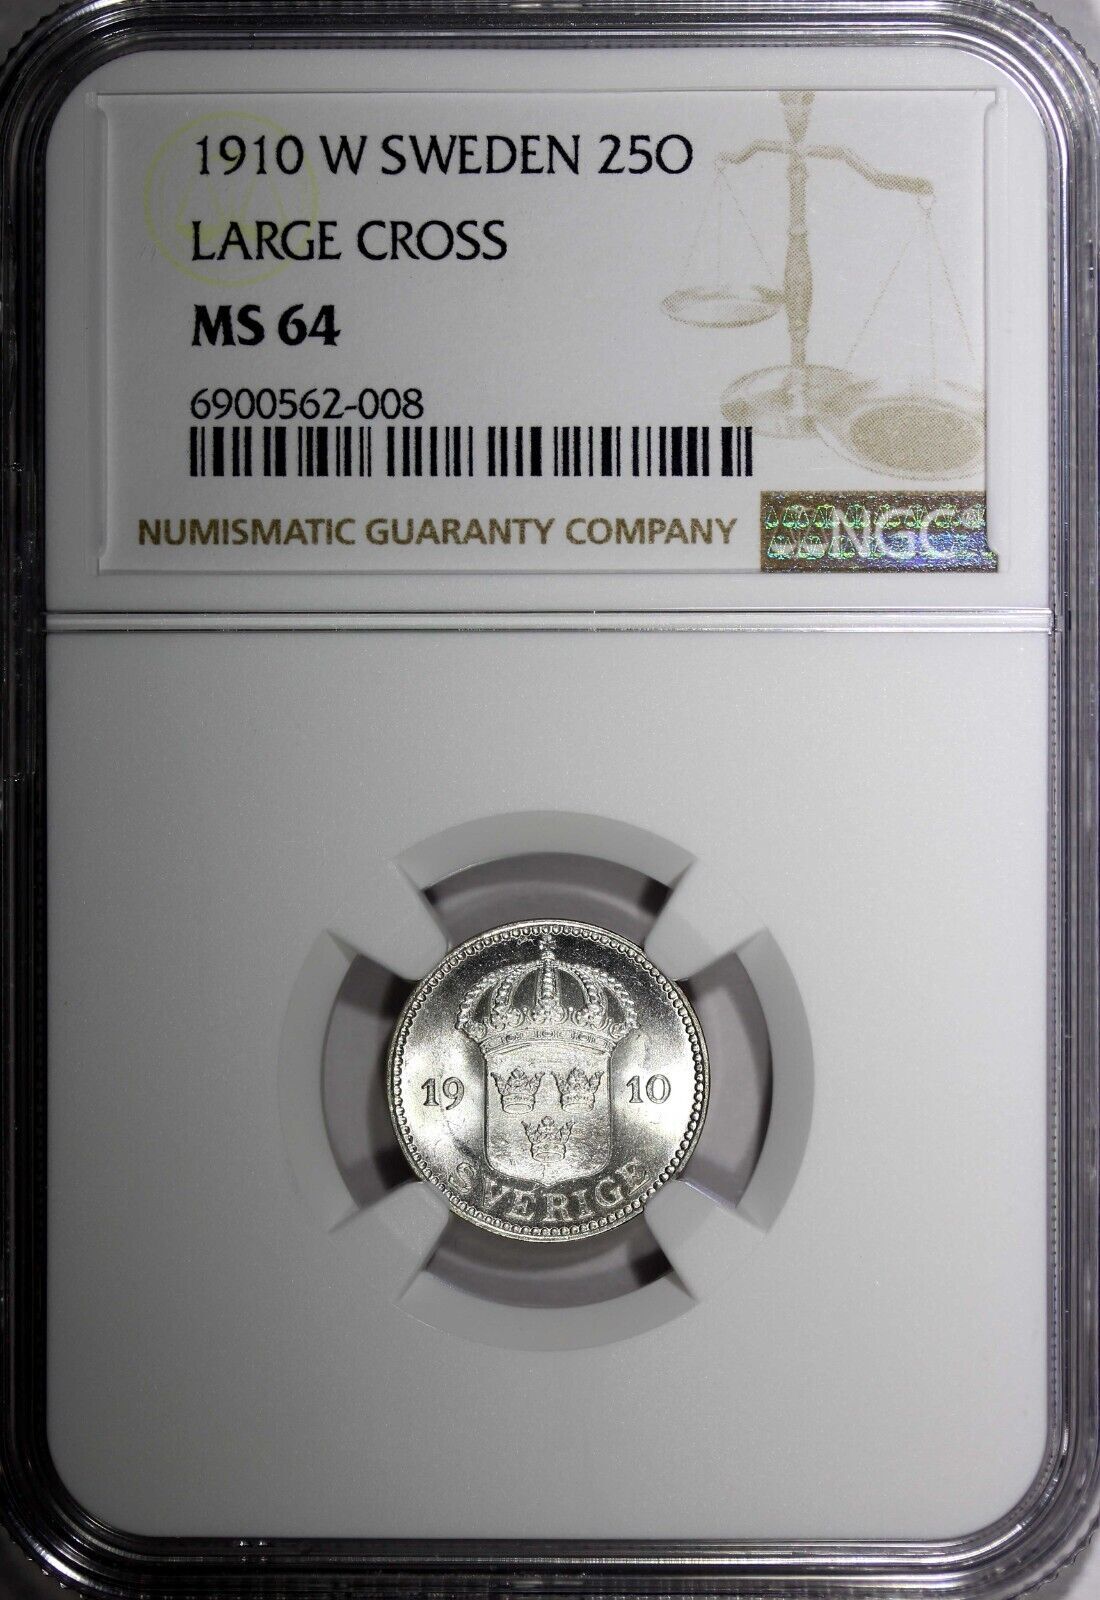 1910 W SWEDEN 25O
LARGE CROSS
MS 64
6900562-008
NUMISMATIC GUARANTY COMPANY
NGC
19 10
SVERIGE